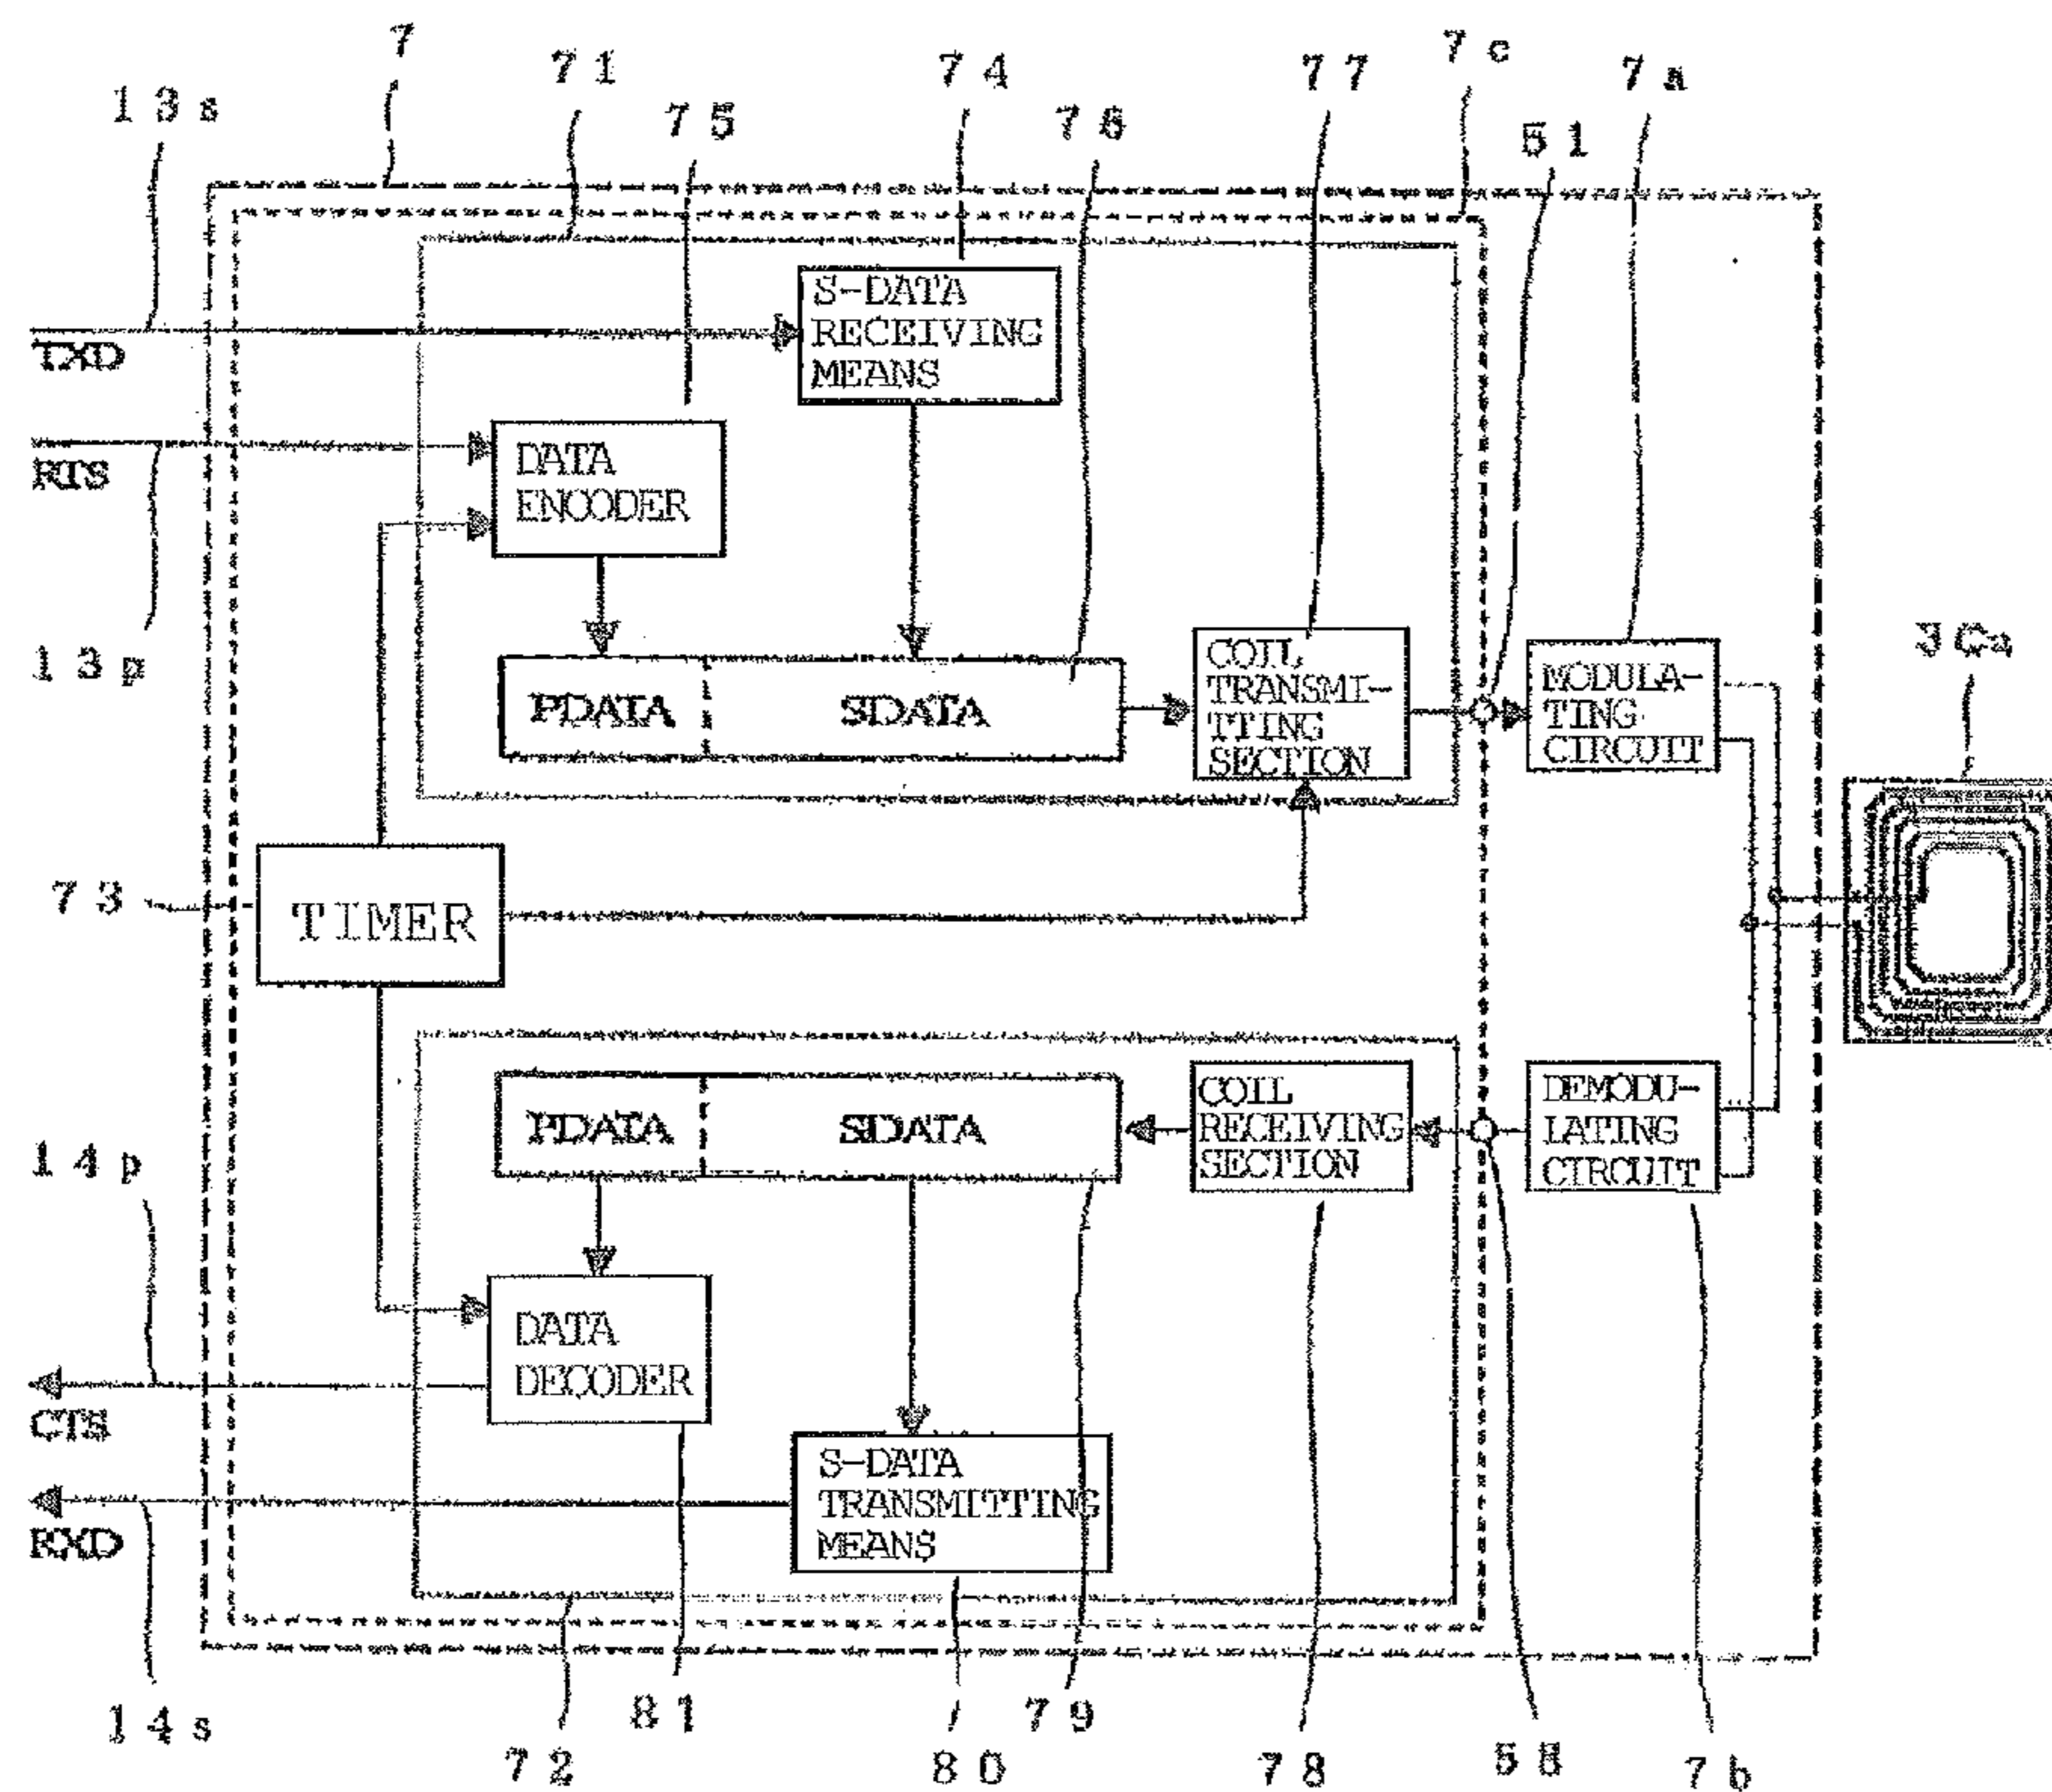 7
71
74
77
7c
7a
13s
75
76
51
S-DATA
RECEIVING
MEANS
TXD
DATA
ENCODER
RTS
13p
COIL
TRANSMI-
TTING
SECTION
MODULA-
TING
CIRCUIT
3Ca
PDATA
SDATA
73
TIMER
PDATA
SDATA
COIL
RECEIVING
SECTION
DEMODU-
LATING
CIRCUIT
14p
DATA
DECODER
CTS
S-DATA
TRANSMITTING
MEANS
RXD
14s
72
81
80
79
78
55
7b